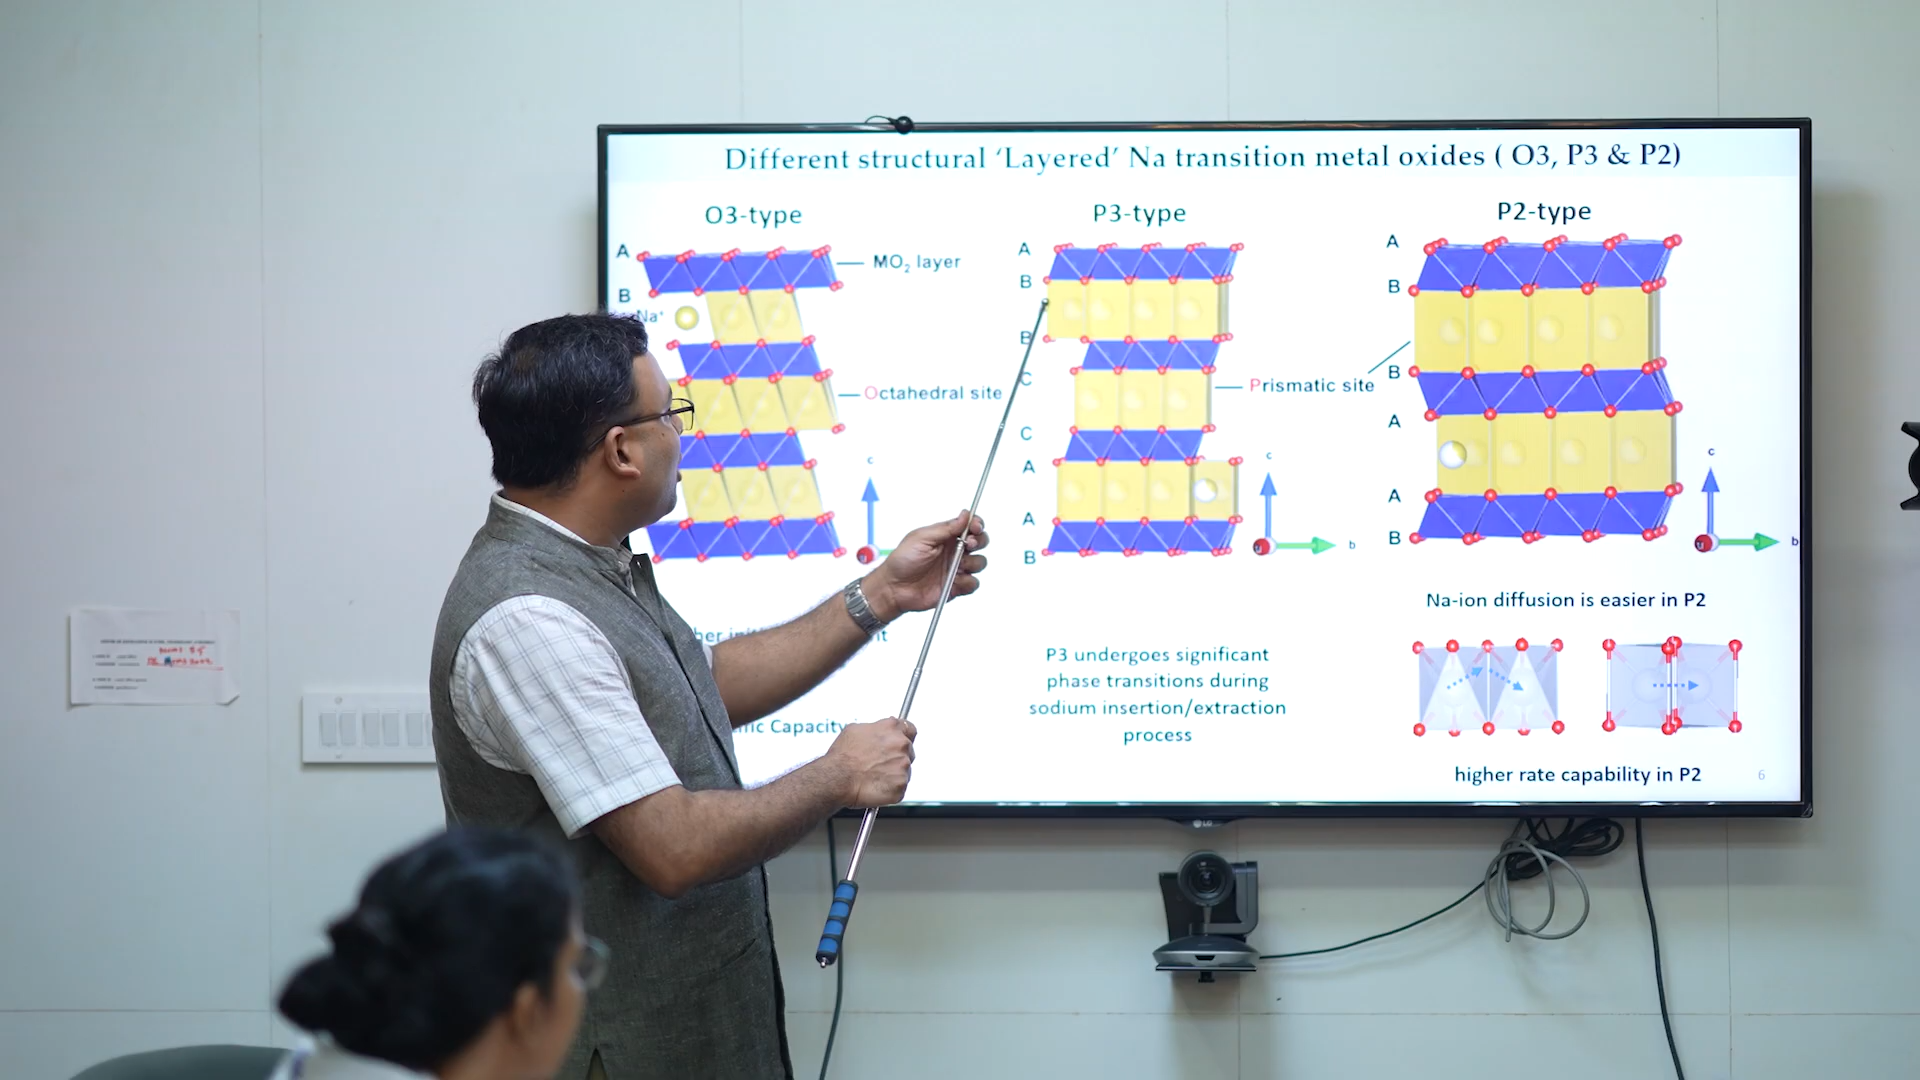 Different structural ‘Layered’ Na transition metal oxides ( O3, P3 & P2)
O3-type
A
B
MO₂ layer
Na⁺
Octahedral site
c
P3-type
A
B
B
C
C
A
A
B
Prismatic site
c
b
P2-type
A
B
B
A
A
B
c
b
Capacity
P3 undergoes significant
phase transitions during
sodium insertion/extraction
process
Na-ion diffusion is easier in P2
higher rate capability in P2
6
LG